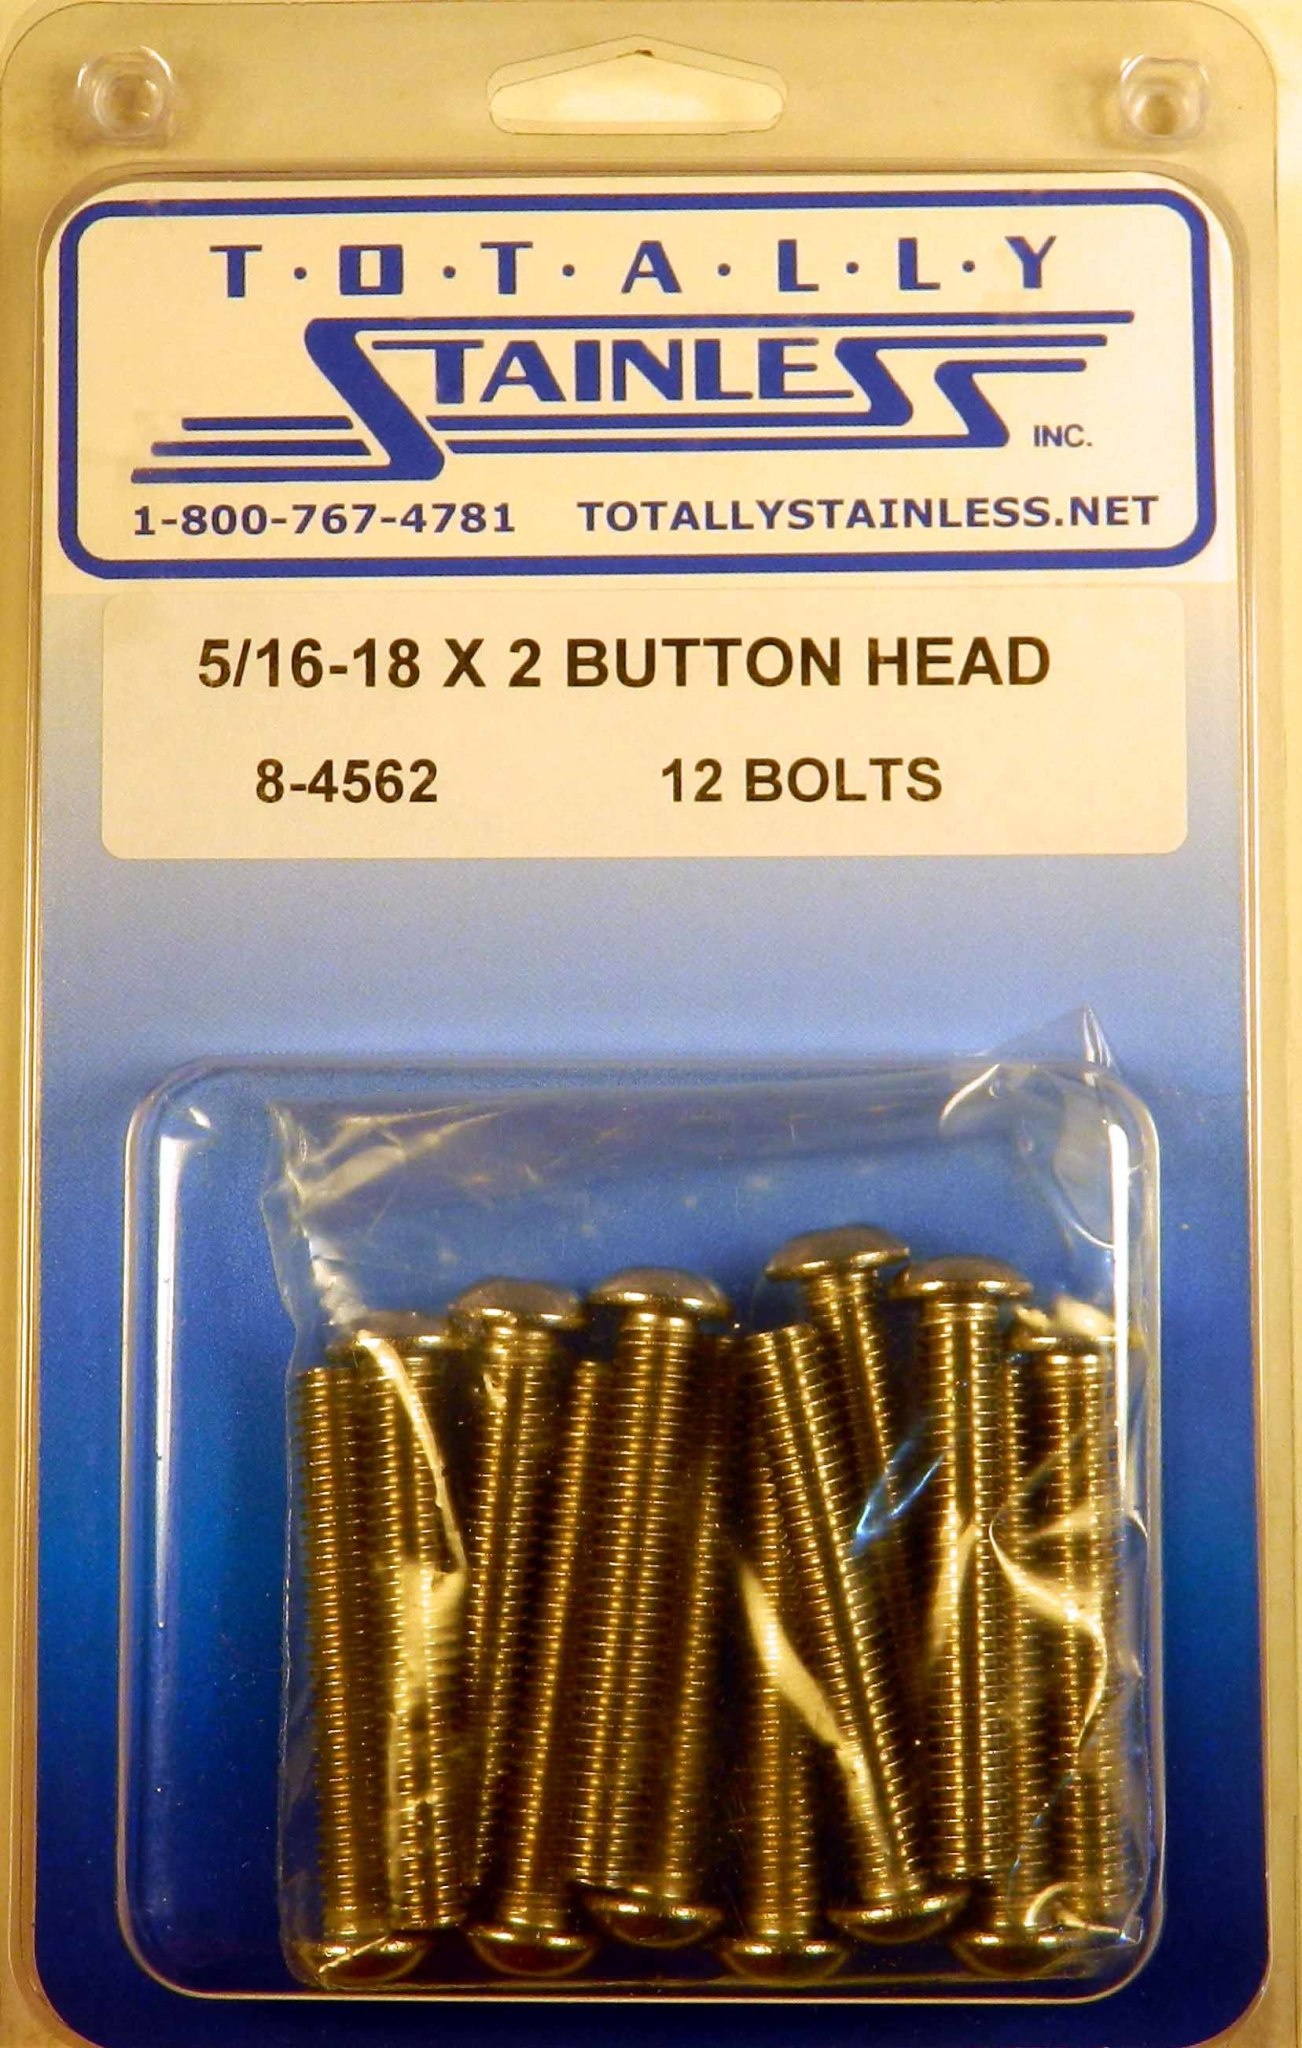 T·O·T·A·L·L·Y
STAINLESS INC.
1-800-767-4781 TOTALLYSTAINLESS.NET
5/16-18 X 2 BUTTON HEAD
8-4562 12 BOLTS